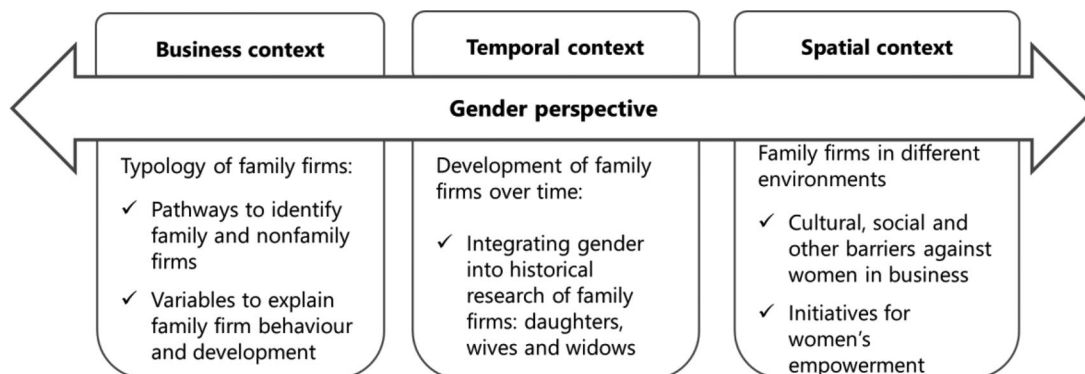 Business context
Temporal context
Spatial context
Gender perspective
Typology of family firms:
✓ Pathways to identify
family and nonfamily
firms
✓ Variables to explain
family firm behaviour
and development
Development of family
firms over time:
✓ Integrating gender
into historical
research of family
firms: daughters,
wives and widows
Family firms in different
environments
✓ Cultural, social and
other barriers against
women in business
✓ Initiatives for
women’s
empowerment